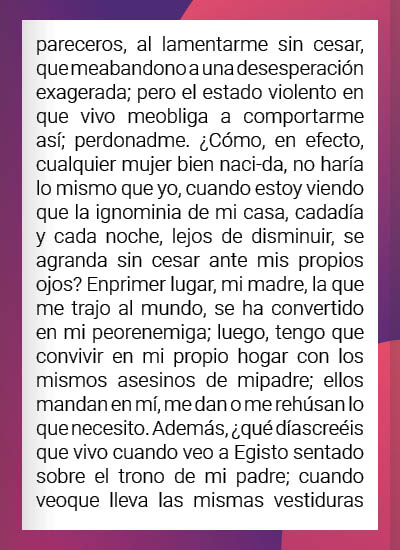 pareceros, al lamentarme sin cesar,
que me abandono a una desesperación
exagerada; pero el estado violento en
que vivo meobliga a comportarme
así; perdonadme. ¿Cómo, en efecto,
cualquier mujer bien naci-da, no haría
lo mismo que yo, cuando estoy viendo
que la ignominia de mi casa, cadadía
y cada noche, lejos de disminuir, se
agranda sin cesar ante mis propios
ojos? Enprimer lugar, mi madre, la que
me trajo al mundo, se ha convertido
en mi peorenemiga; luego, tengo que
convivir en mi propio hogar con los
mismos asesinos de mipadre; ellos
mandan en mí, me dan o me rehúsan lo
que necesito. Además, ¿qué díascreéis
que vivo cuando veo a Egisto sentado
sobre el trono de mi padre; cuando
veoque lleva las mismas vestiduras